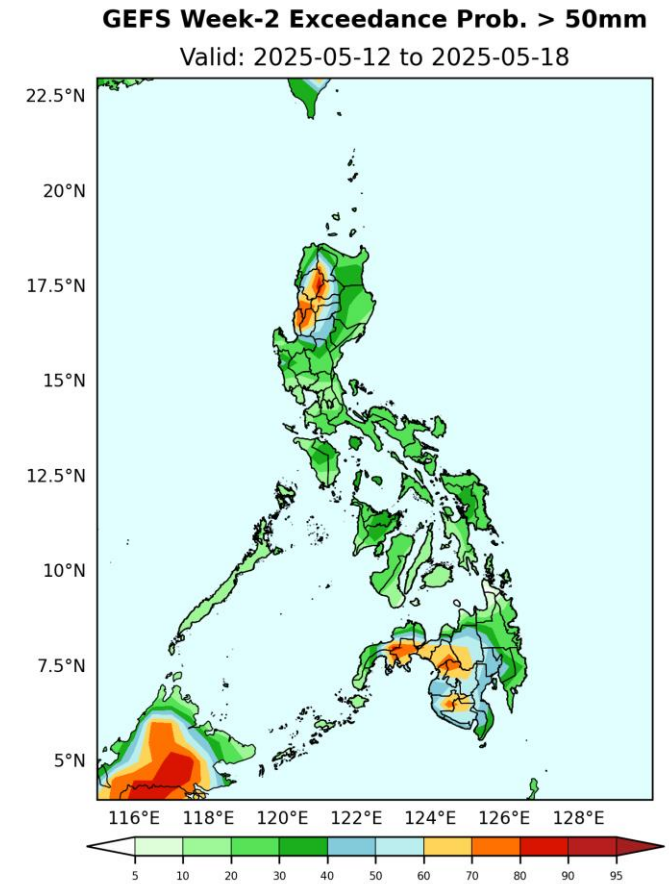 GEFS Week-2 Exceedance Prob. > 50mm
Valid: 2025-05-12 to 2025-05-18
22.5°N
20°N
17.5°N
15°N
12.5°N
10°N
7.5°N
5°N
116°E 118°E 120°E 122°E 124°E 126°E 128°E
5 10 20 30 40 50 60 70 80 90 95